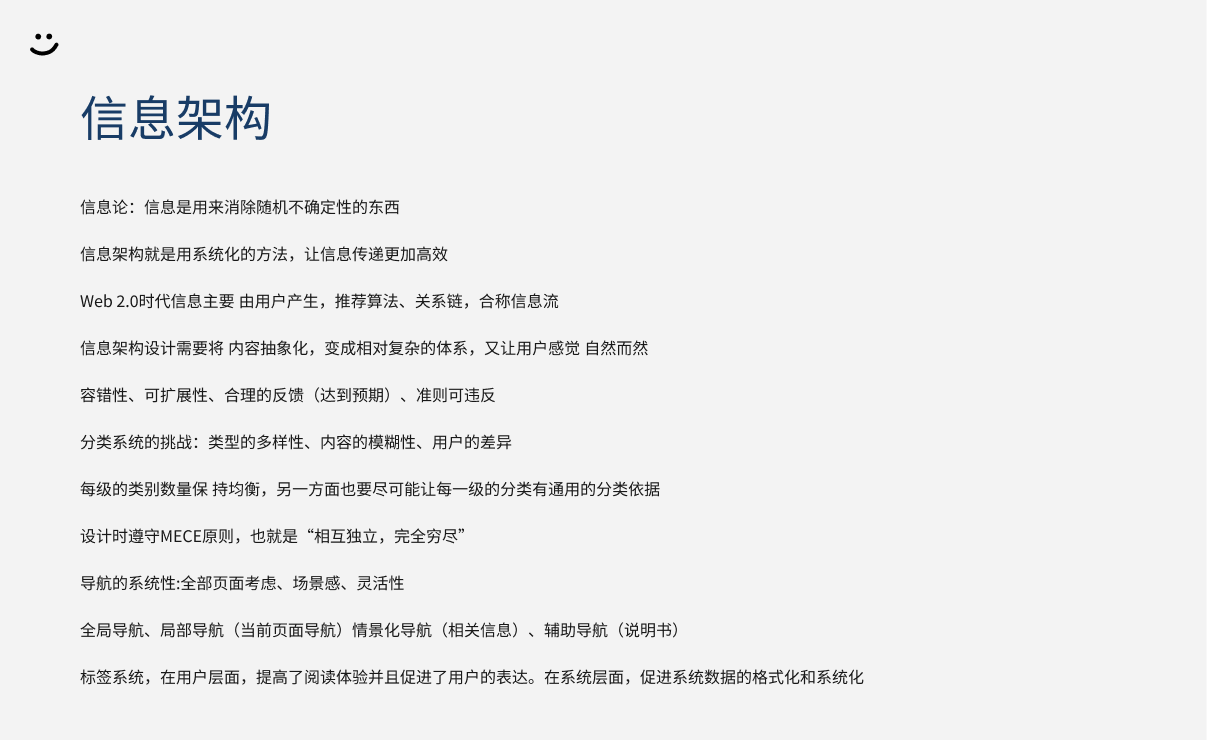 信息架构
信息论：信息是用来消除随机不确定性的东西
信息架构就是用系统化的方法，让信息传递更加高效
Web 2.0时代信息主要 由用户产生，推荐算法、关系链，合称信息流
信息架构设计需要将 内容抽象化，变成相对复杂的体系，又让用户感觉 自然而然
容错性、可扩展性、合理的反馈（达到预期）、准则可违反
分类系统的挑战：类型的多样性、内容的模糊性、用户的差异
每级的类别数量保 持均衡，另一方面也要尽可能让每一级的分类有通用的分类依据
设计时遵守MECE原则，也就是“相互独立，完全穷尽”
导航的系统性:全部页面考虑、场景感、灵活性
全局导航、局部导航（当前页面导航）情景化导航（相关信息）、辅助导航（说明书）
标签系统，在用户层面，提高了阅读体验并且促进了用户的表达。在系统层面，促进系统数据的格式化和系统化